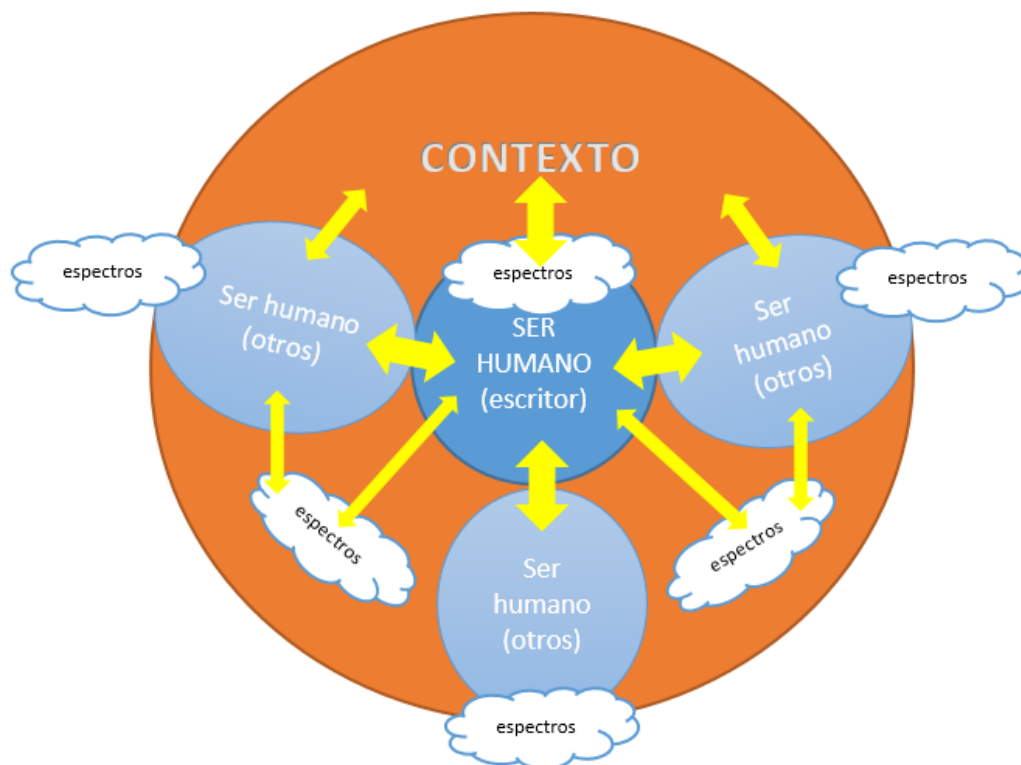 CONTEXTO
espectros
espectros
espectros
Ser humano
(otros)
SER
HUMANO
(escritor)
Ser
humano
(otros)
espectros
espectros
Ser
humano
(otros)
espectros